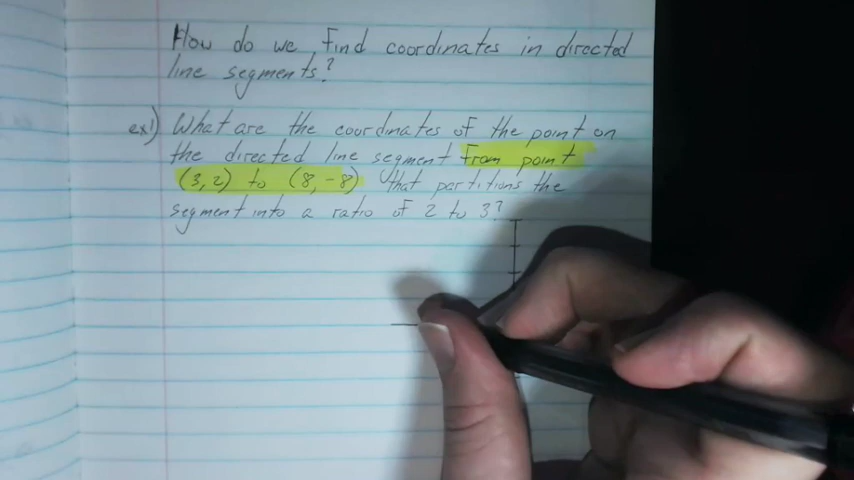 How do we find coordinates in directed
line segments?
ex1) What are the coordinates of the point on
the directed line segment from point
(3,2) to (8,-8) that partitions the
segment into a ratio of 2 to 3?